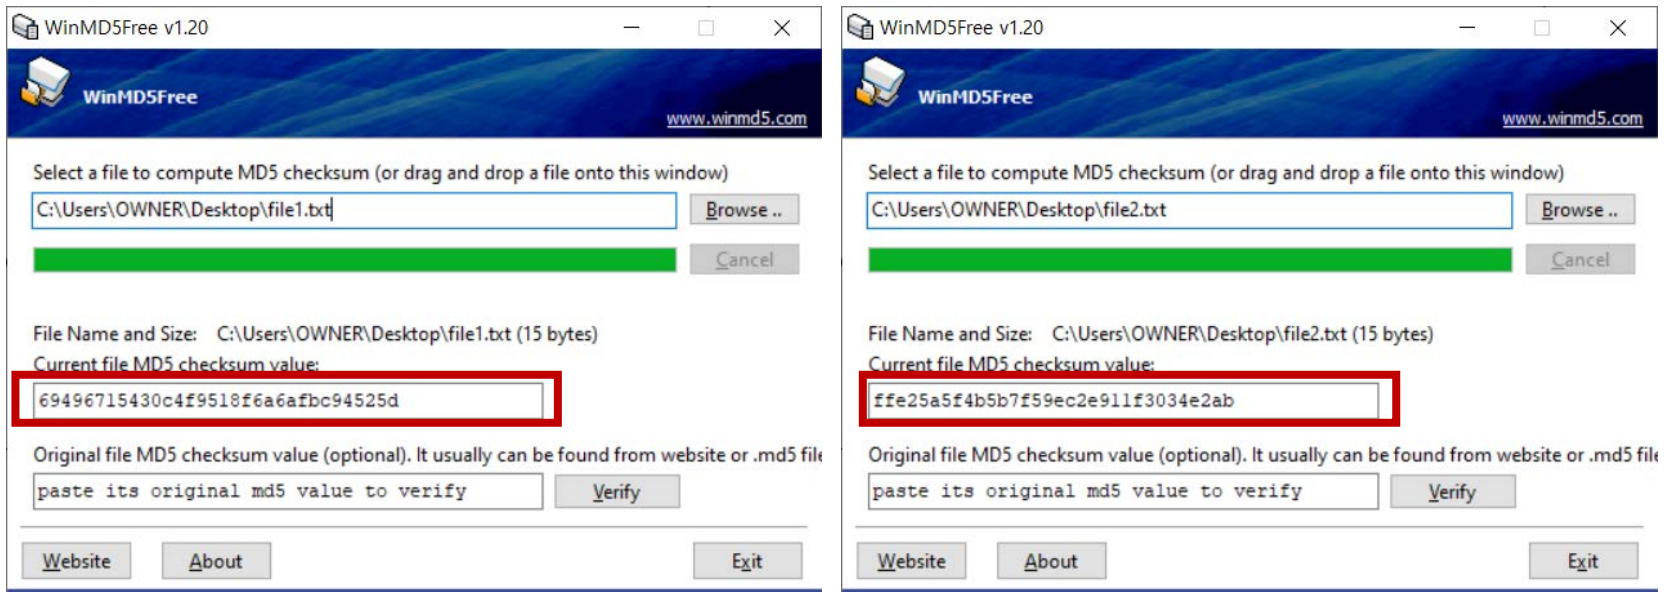 WinMD5Free v1.20
WinMD5Free
www.winmd5.com
Select a file to compute MD5 checksum (or drag and drop a file onto this window)
C:\Users\OWNER\Desktop\file1.txt
Browse ..
Cancel
File Name and Size: C:\Users\OWNER\Desktop\file1.txt (15 bytes)
Current file MD5 checksum value:
69496715430c4f9518f6a6afbc94525d
Original file MD5 checksum value (optional). It usually can be found from website or .md5 file
paste its original md5 value to verify
Verify
Website
About
Exit
WinMD5Free v1.20
WinMD5Free
www.winmd5.com
Select a file to compute MD5 checksum (or drag and drop a file onto this window)
C:\Users\OWNER\Desktop\file2.txt
Browse ..
Cancel
File Name and Size: C:\Users\OWNER\Desktop\file2.txt (15 bytes)
Current file MD5 checksum value:
ffe25a5f4b5b7f59ec2e911f3034e2ab
Original file MD5 checksum value (optional). It usually can be found from website or .md5 file
paste its original md5 value to verify
Verify
Website
About
Exit